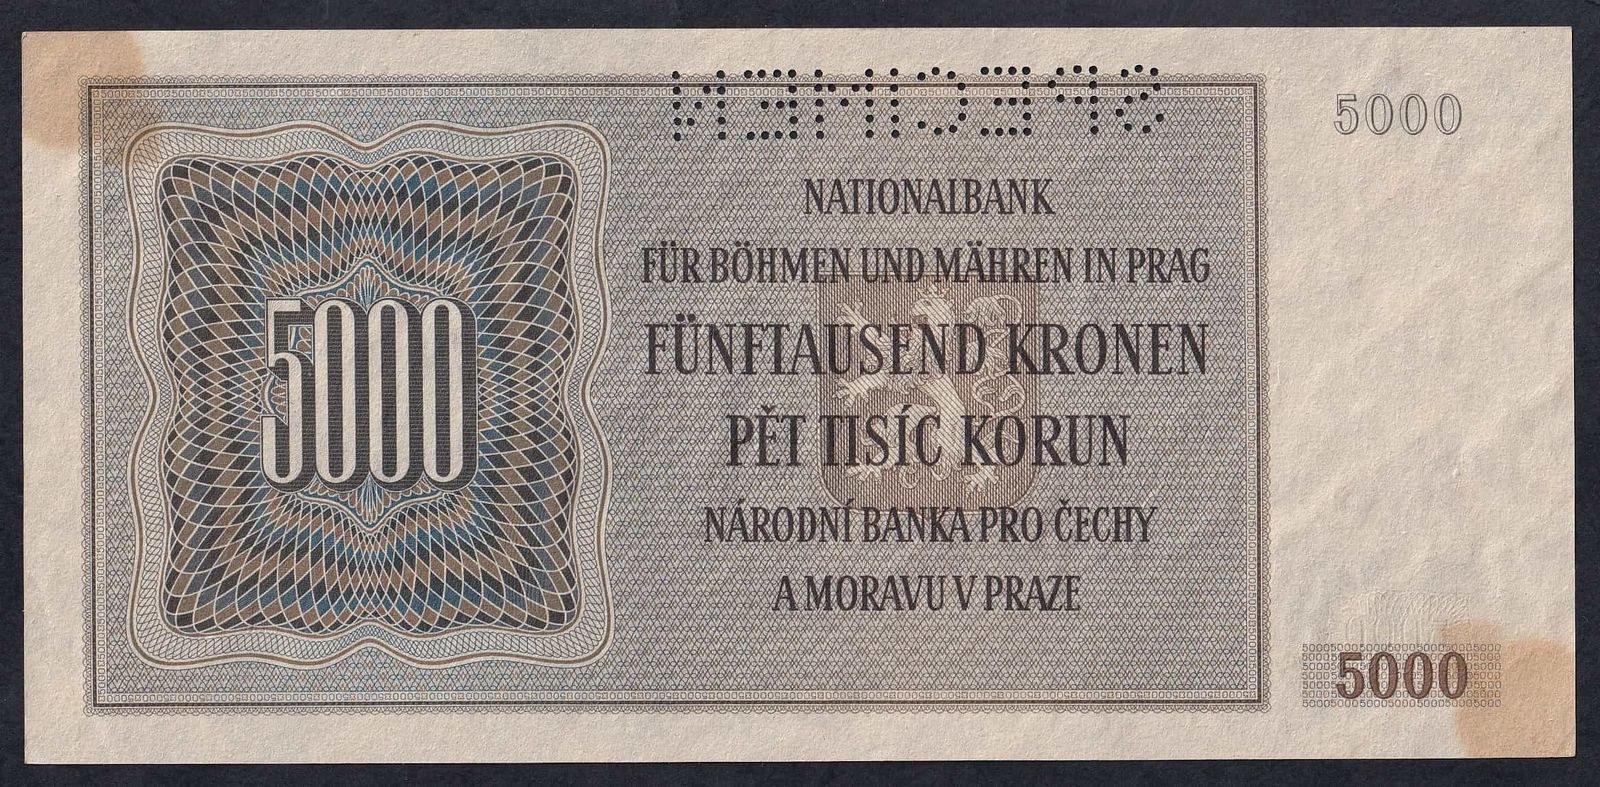 SPECIMEN
5000
NATIONALBANK
FÜR BÖHMEN UND MÄHREN IN PRAG
FÜNFTAUSEND KRONEN
5000
PĚT TISÍC KORUN
NÁRODNÍ BANKA PRO ČECHY
A MORAVU V PRAZE
5000